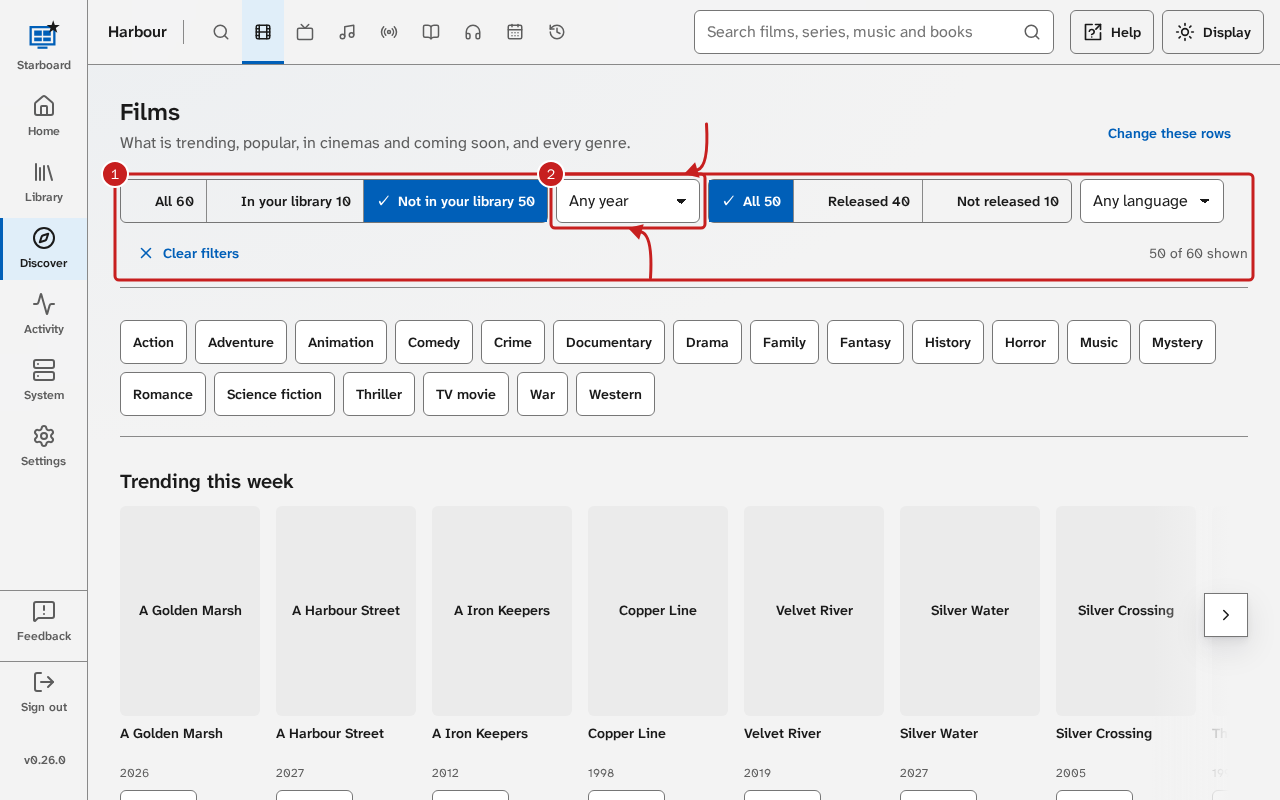 Starboard
Home
Library
Discover
Activity
System
Settings
Feedback
Sign out
v0.26.0
Harbour
Search films, series, music and books
Help
Display
Films
What is trending, popular, in cinemas and coming soon, and every genre.
Change these rows
1
2
All 60
In your library 10
✓ Not in your library 50
Any year
✓ All 50
Released 40
Not released 10
Any language
Clear filters
50 of 60 shown
Action
Adventure
Animation
Comedy
Crime
Documentary
Drama
Family
Fantasy
History
Horror
Music
Mystery
Romance
Science fiction
Thriller
TV movie
War
Western
Trending this week
A Golden Marsh
A Harbour Street
A Iron Keepers
Copper Line
Velvet River
Silver Water
Silver Crossing
A Golden Marsh
A Harbour Street
A Iron Keepers
Copper Line
Velvet River
Silver Water
Silver Crossing
2026
2027
2012
1998
2019
2027
2005